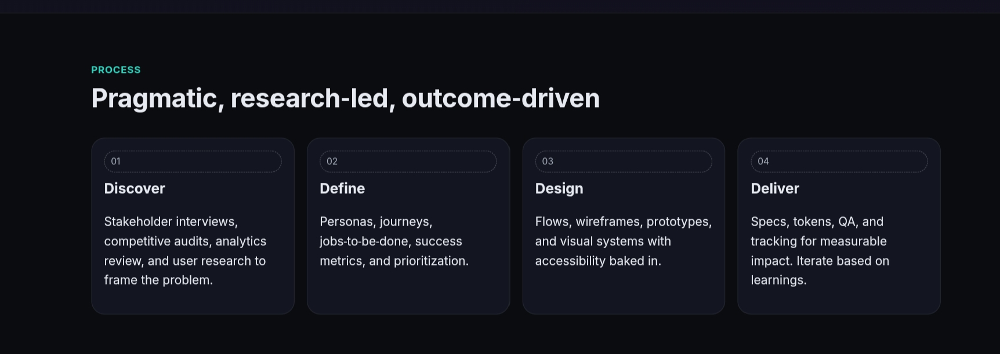 PROCESS
Pragmatic, research-led, outcome-driven
01
Discover
Stakeholder interviews,
competitive audits, analytics
review, and user research to
frame the problem.
02
Define
Personas, journeys,
jobs-to-be-done, success
metrics, and prioritization.
03
Design
Flows, wireframes, prototypes,
and visual systems with
accessibility baked in.
04
Deliver
Specs, tokens, QA, and
tracking for measurable
impact. Iterate based on
learnings.